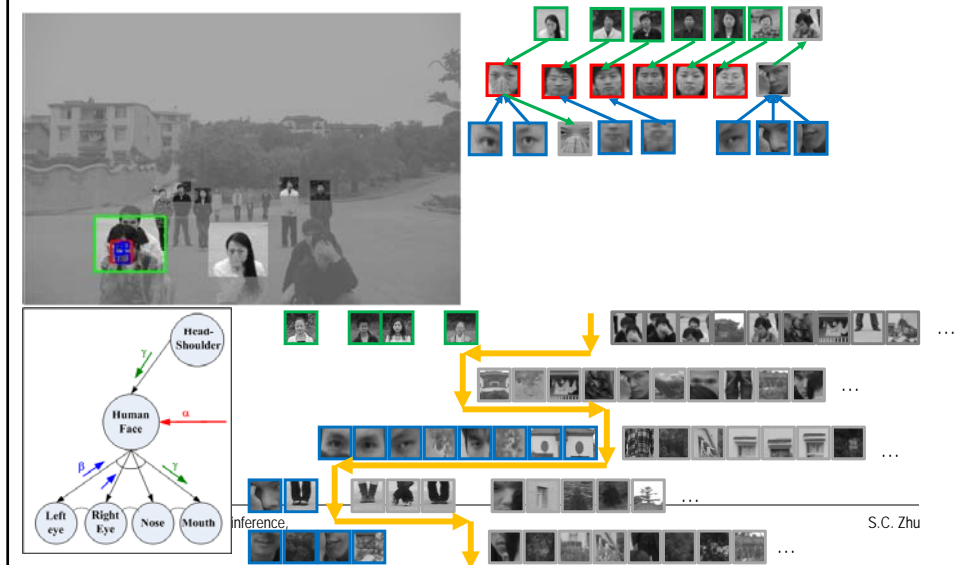 Head-
Shoulder
γ
Human
Face
α
β
γ
Left
eye
Right
Eye
Nose
Mouth
...
...
...
...
...
inference,
S.C. Zhu